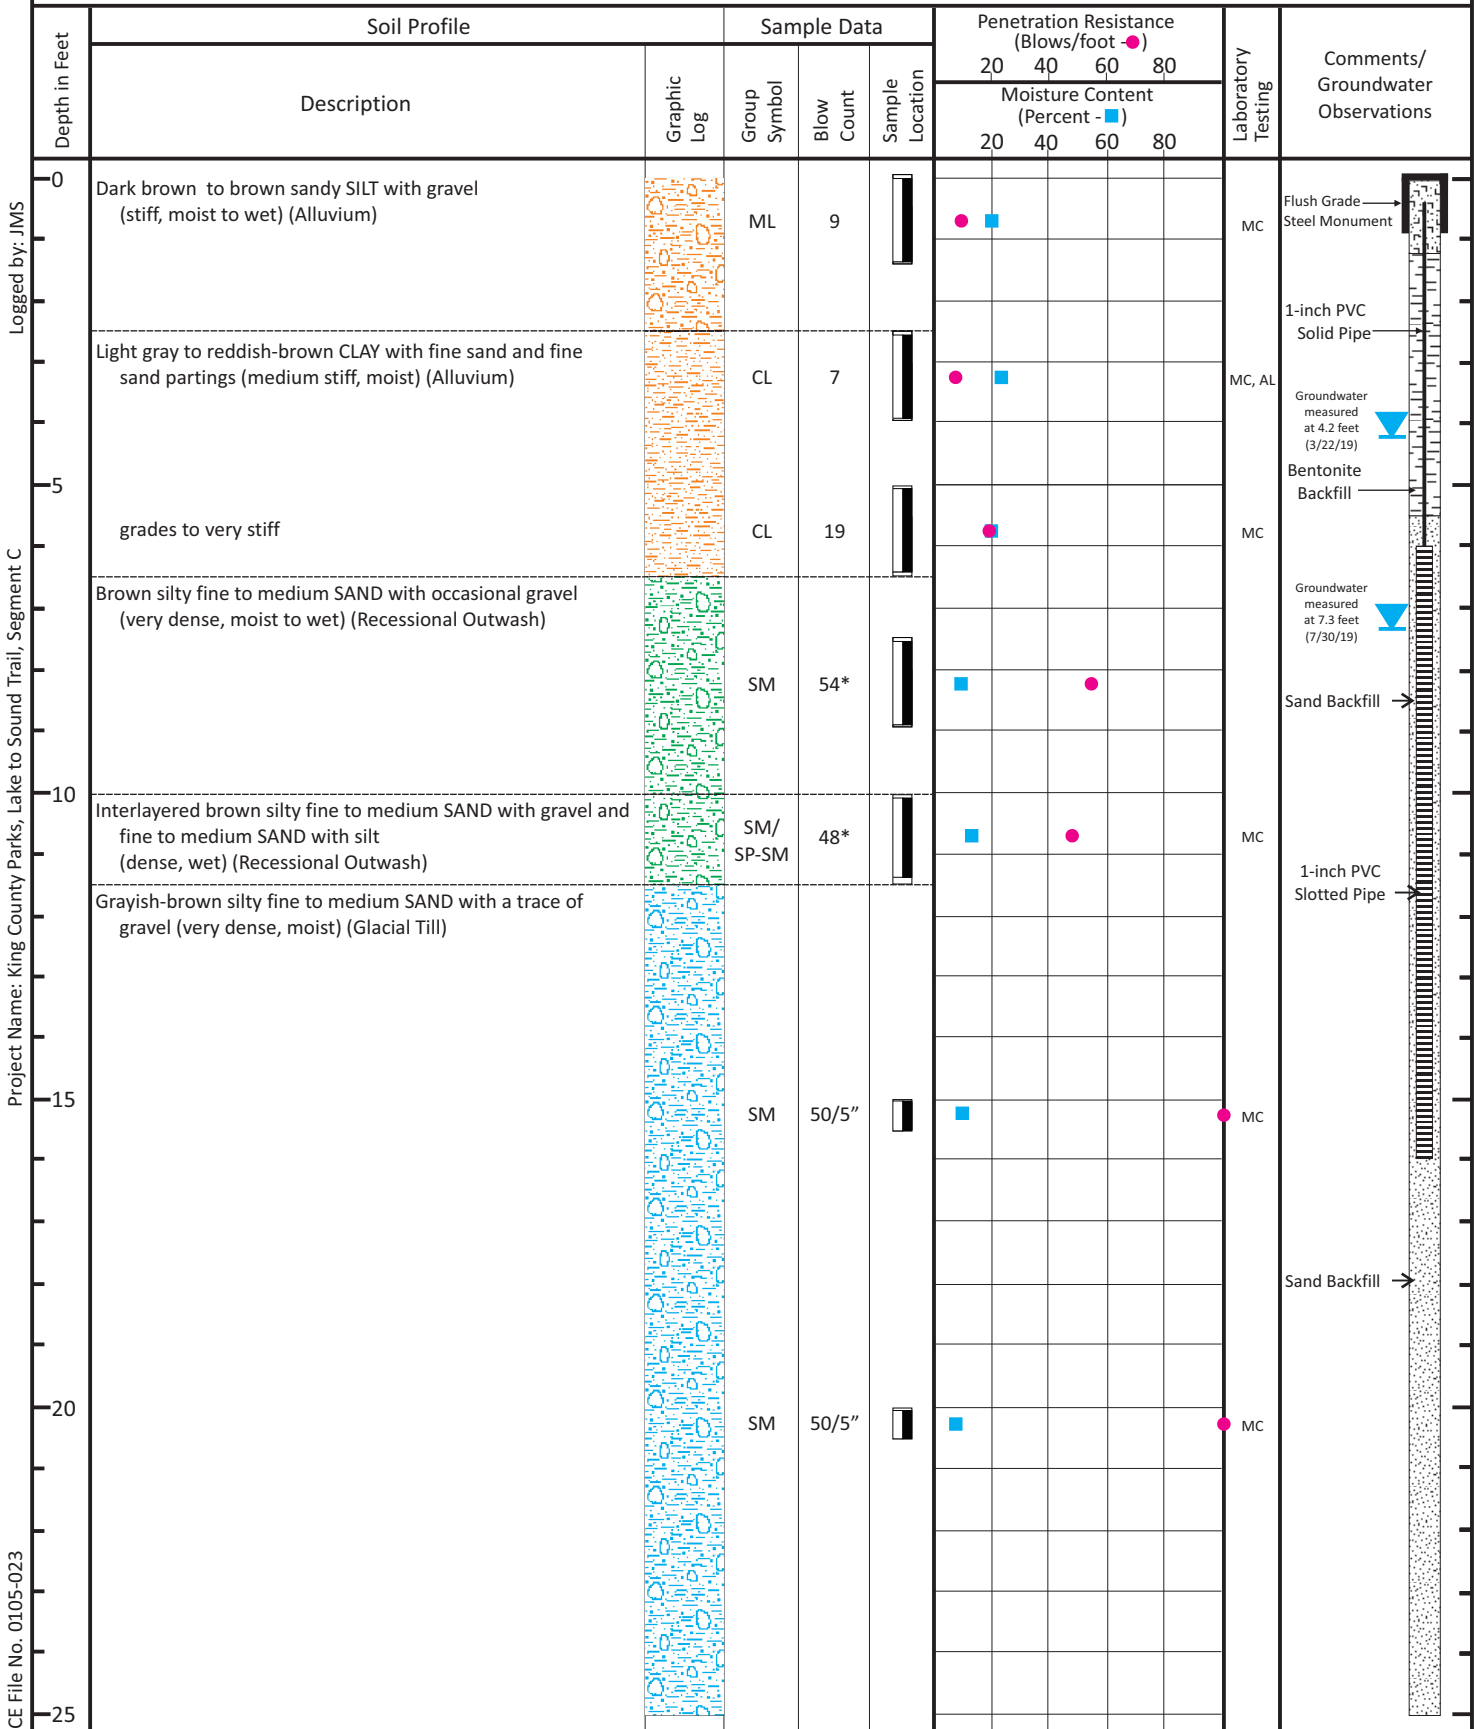 Depth in Feet
Soil Profile
Description
Graphic
Log
Sample Data
Group
Symbol
Blow
Count
Sample
Location
Penetration Resistance
(Blows/foot - )
20 40 60 80
Moisture Content
(Percent - )
20 40 60 80
Laboratory
Testing
Comments/
Groundwater
Observations
Logged by: JMS
Project Name: King County Parks, Lake to Sound Trail, Segment C
CE File No. 0105-023
0
Dark brown to brown sandy SILT with gravel
(stiff, moist to wet) (Alluvium)
ML 9 MC
Flush Grade
Steel Monument
1-inch PVC
Solid Pipe
Light gray to reddish-brown CLAY with fine sand and fine
sand partings (medium stiff, moist) (Alluvium)
CL 7 MC, AL
Groundwater
measured
at 4.2 feet
(3/22/19)
5
Bentonite
Backfill
grades to very stiff
CL 19 MC
Brown silty fine to medium SAND with occasional gravel
(very dense, moist to wet) (Recessional Outwash)
Groundwater
measured
at 7.3 feet
(7/30/19)
SM 54*
Sand Backfill
10
Interlayered brown silty fine to medium SAND with gravel and
fine to medium SAND with silt
(dense, wet) (Recessional Outwash)
SM/
SP-SM
48* MC
1-inch PVC
Slotted Pipe
Grayish-brown silty fine to medium SAND with a trace of
gravel (very dense, moist) (Glacial Till)
15
SM 50/5” MC
Sand Backfill
20
SM 50/5” MC
25